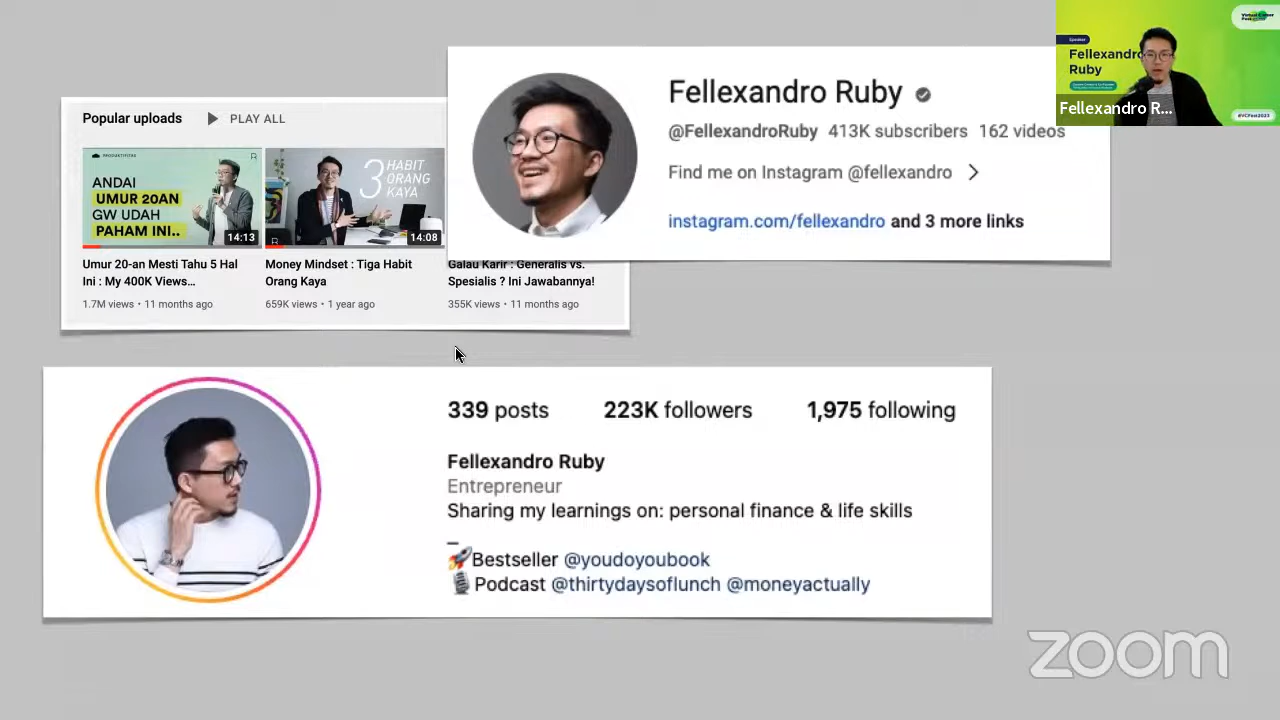 Popular uploads
PLAY ALL
PRODUKTIFITAS
ANDAI
UMUR 20AN
GW UDAH
PAHAM INI..
14:13
3 HABIT
ORANG
KAYA
14:08
Umur 20-an Mesti Tahu 5 Hal
Ini : My 400K Views...
1.7M views • 11 months ago
Money Mindset : Tiga Habit
Orang Kaya
659K views • 1 year ago
Galau Karir : Generalis vs.
Spesialis ? Ini Jawabannya!
355K views • 11 months ago
Fellexandro Ruby
@FellexandroRuby 413K subscribers 162 videos
Find me on Instagram @fellexandro
instagram.com/fellexandro and 3 more links
Speaker
Fellexandro
Ruby
Fellexandro R...
#VCFest2023
339 posts 223K followers 1,975 following
Fellexandro Ruby
Entrepreneur
Sharing my learnings on: personal finance & life skills
_
🚀Bestseller @youdoyoubook
🎙️Podcast @thirtydaysoflunch @moneyactually
zoom